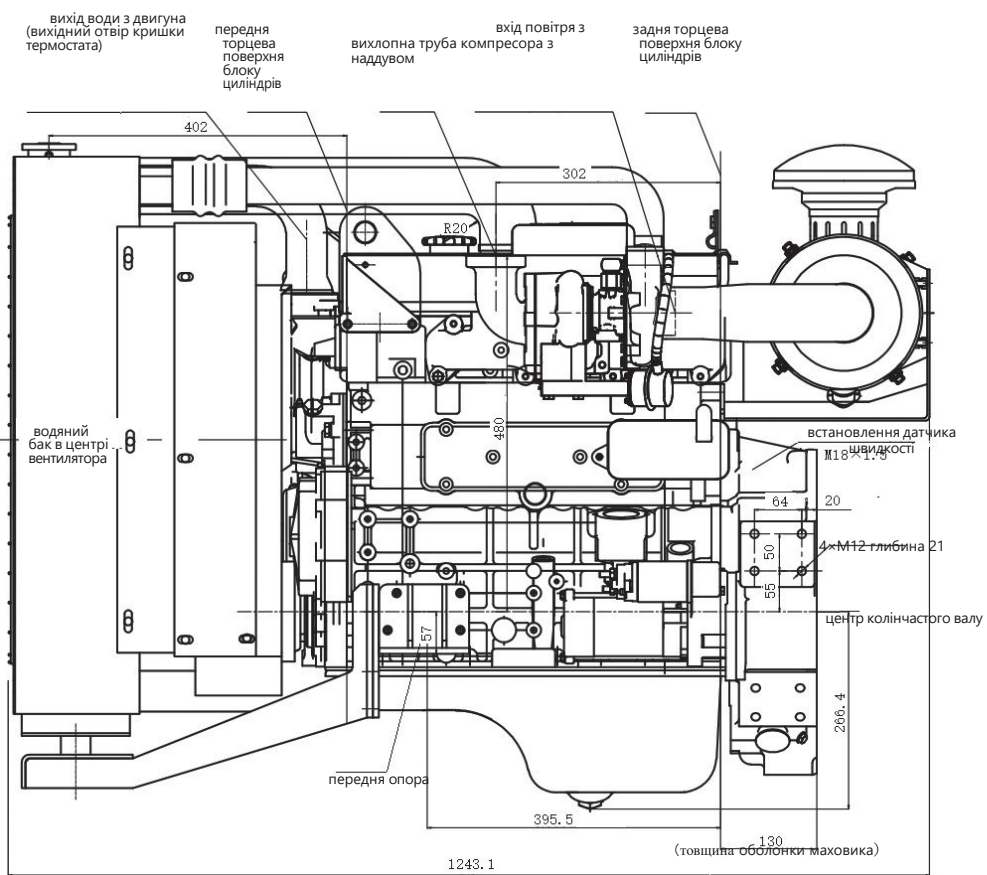 вихід води з двигуна
(вихідний отвір кришки
термостата)
передня
торцева
поверхня
блоку
циліндрів
вхід повітря з
вихлопна труба компресора з
наддувом
задня торцева
поверхня блоку
циліндрів
402
302
R20
480
водяний
бак в центрі
вентилятора
встановлення датчика
швидкості
M18×1.5
64
20
50
4×M12 глибина 21
55
центр колінчастого валу
57
266.4
передня опора
395.5
130
(товщина оболонки маховика)
1243.1